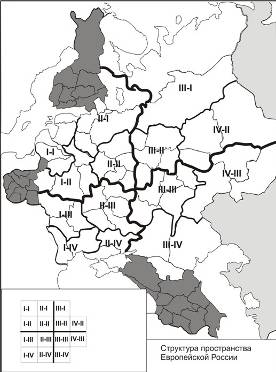 III-I
II-I
IV-II
I-I
II-II
III-II
IV-III
I-II
III-III
I-III
II-III
I-IV
II-IV
III-IV
I-I II-I III-I
I-II II-II III-II IV-II
I-III II-III III-III IV-III
I-IV II-IV III-IV
Структура пространства
Европейской России